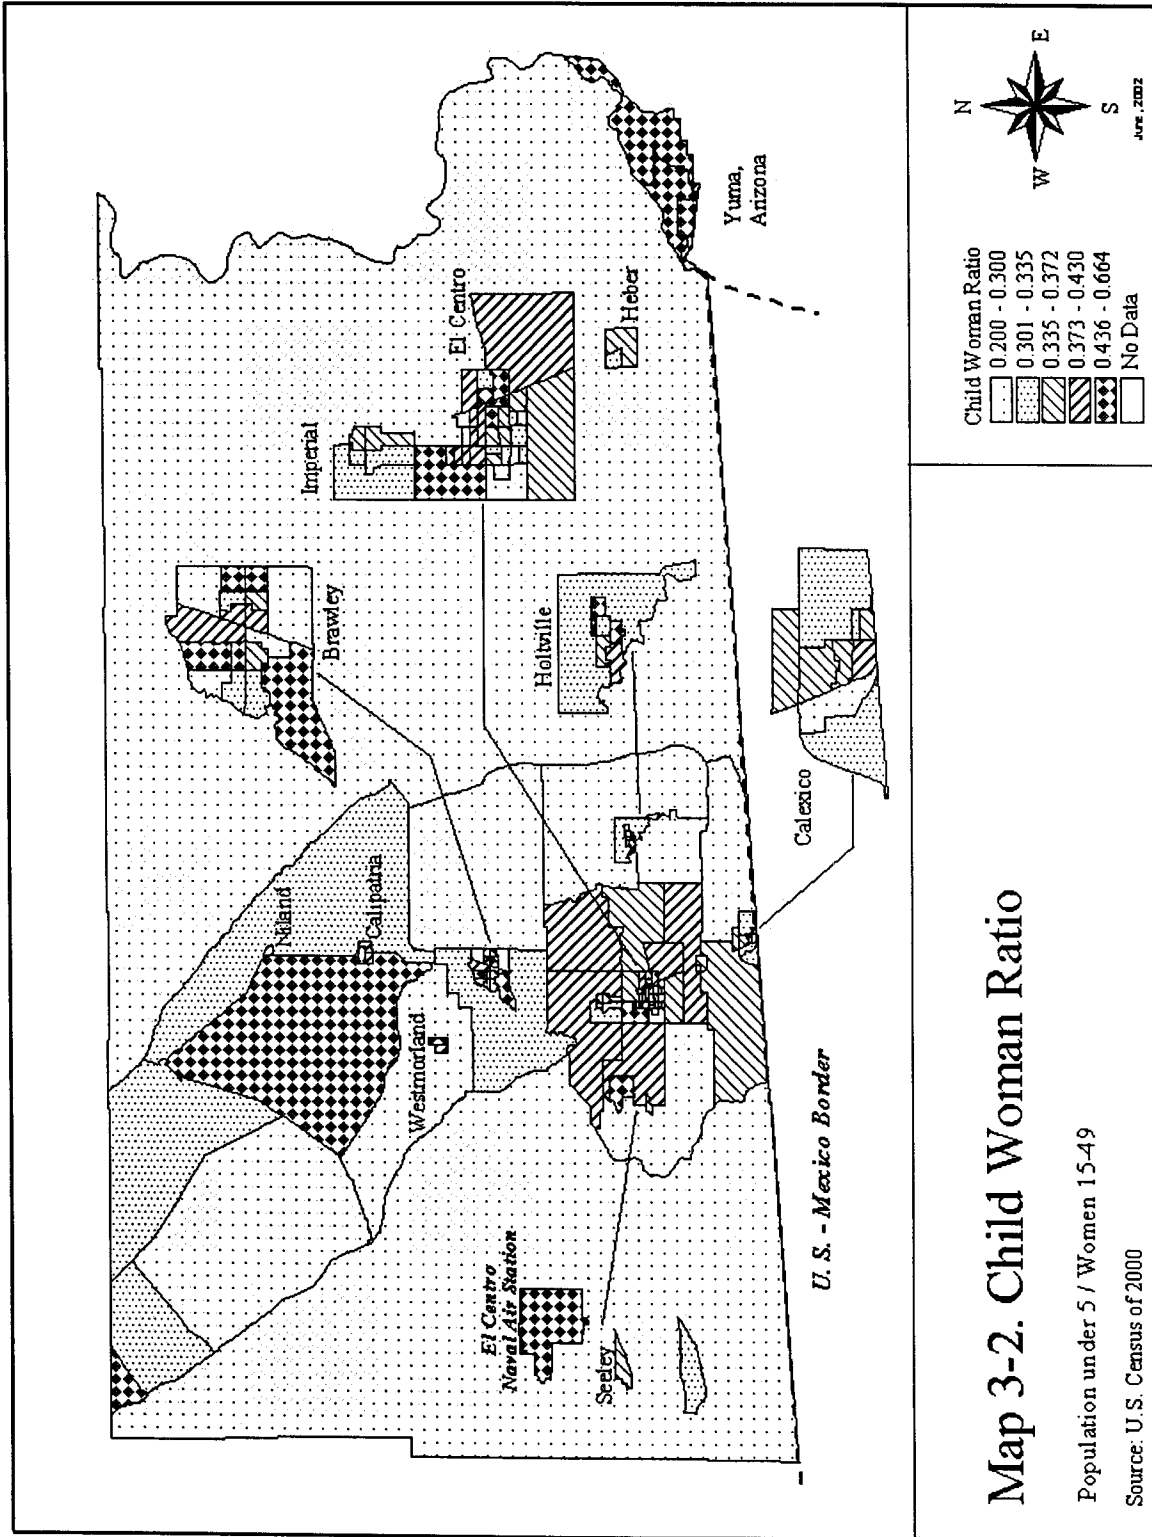 Niland
Calipatria
Westmorland
Brawley
Imperial
El Centro
Holtville
Heber
Yuma,
Arizona
El Centro
Naval Air Station
Seeley
Calexico
U.S. - Mexico Border
Map 3-2. Child Woman Ratio
Population under 5 / Women 15-49
Source: U.S. Census of 2000
Child Woman Ratio
0.200 - 0.300
0.301 - 0.335
0.335 - 0.372
0.373 - 0.430
0.436 - 0.664
No Data
N
E
W
S
June, 2002